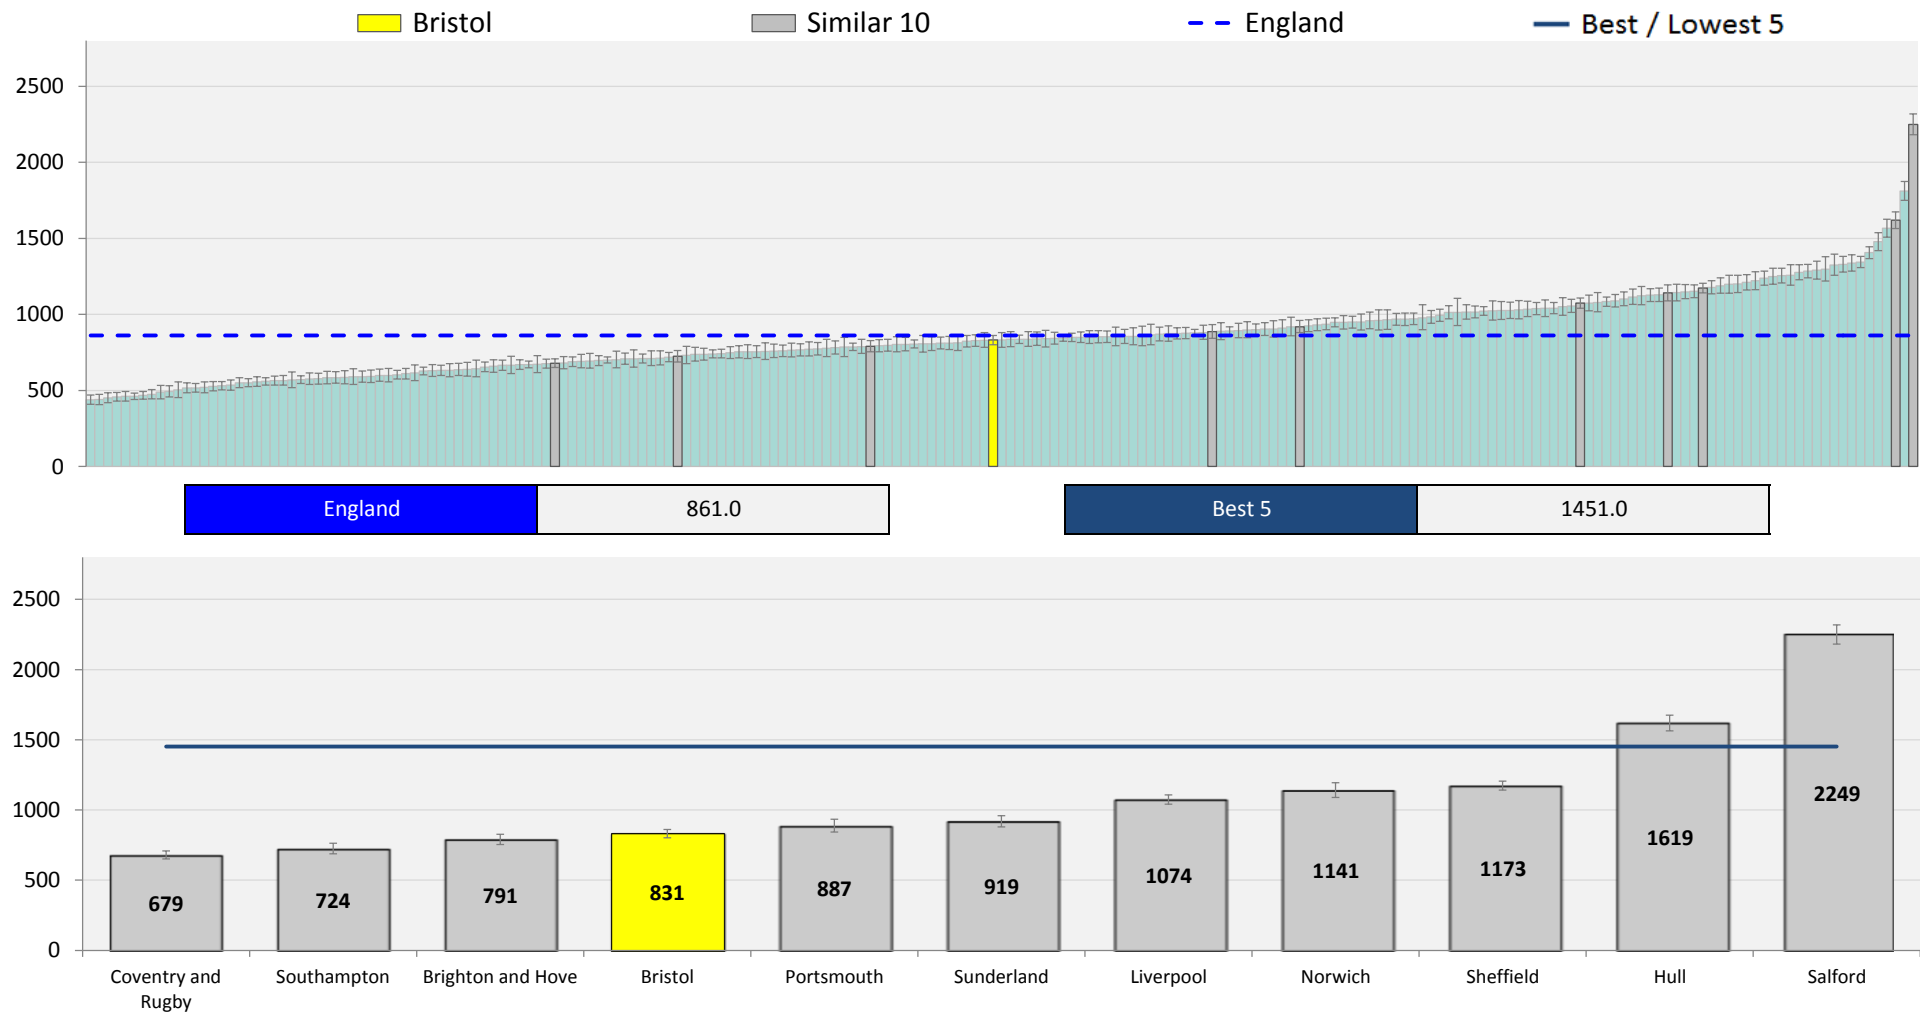 Bristol
Similar 10
England
Best / Lowest 5
2500
2000
1500
1000
500
0
England 861.0
Best 5 1451.0
2500
2000
1500
1000
500
0
679
724
791
831
887
919
1074
1141
1173
1619
2249
Coventry and
Rugby
Southampton
Brighton and Hove
Bristol
Portsmouth
Sunderland
Liverpool
Norwich
Sheffield
Hull
Salford